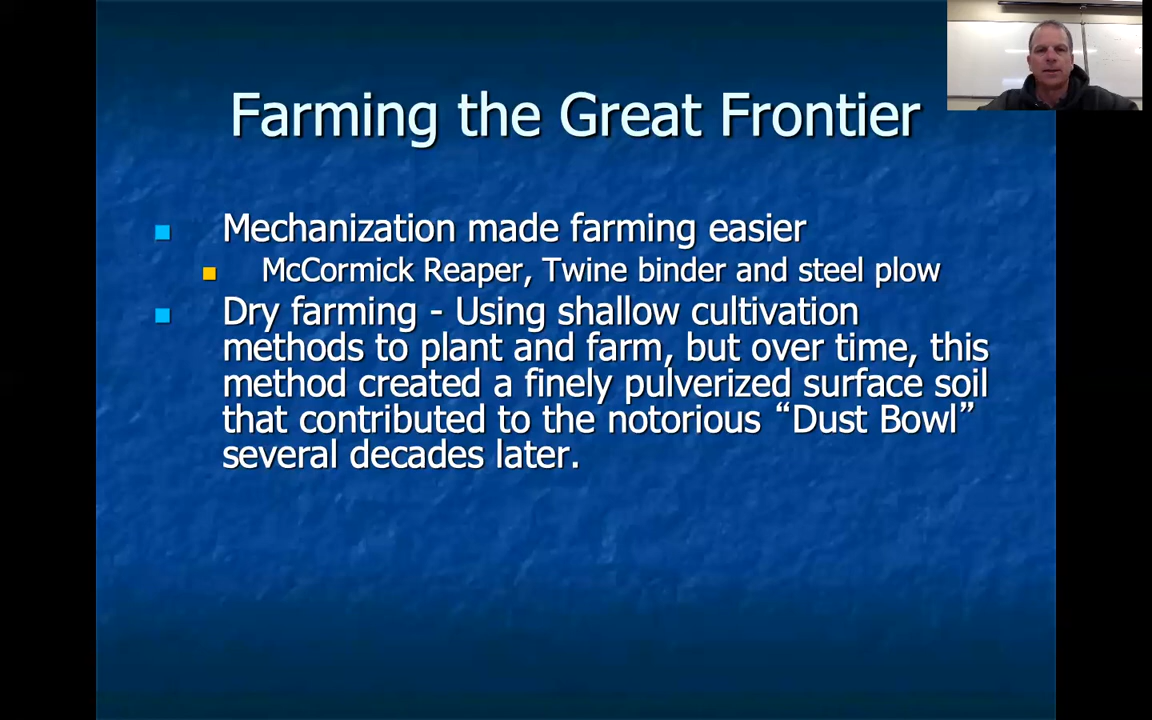 Farming the Great Frontier
Mechanization made farming easier
McCormick Reaper, Twine binder and steel plow
Dry farming - Using shallow cultivation
methods to plant and farm, but over time, this
method created a finely pulverized surface soil
that contributed to the notorious “Dust Bowl”
several decades later.